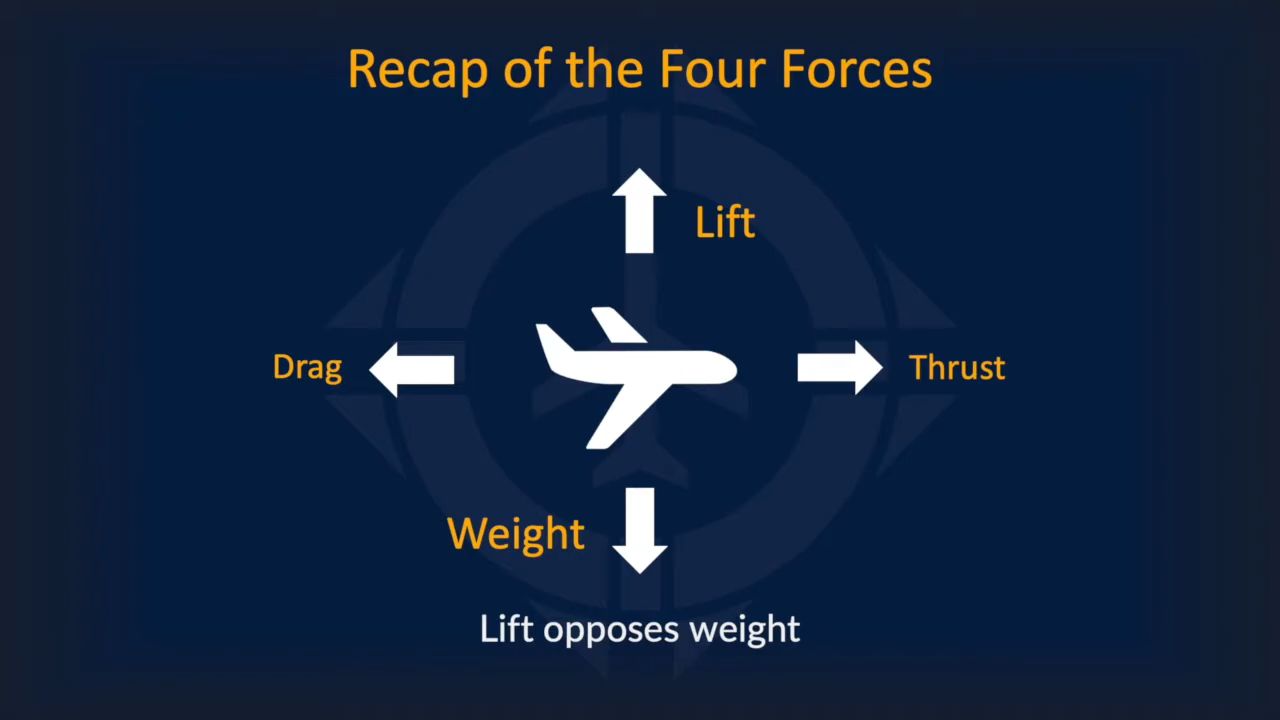 Recap of the Four Forces
Lift
Drag
Thrust
Weight
Lift opposes weight